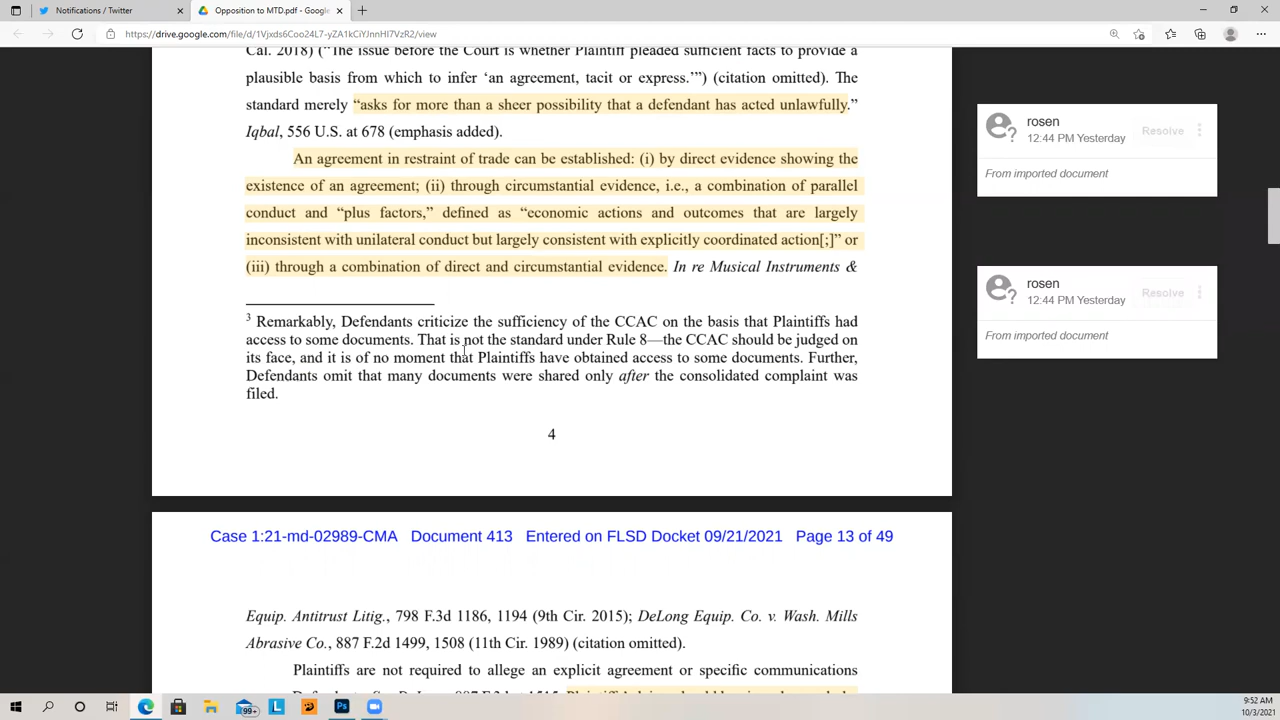 Notifications / Twitter
Opposition to MTD.pdf - Google
https://drive.google.com/file/d/1Vjxds6Coo24L7-yZA1kCiYJnnHI7VzR2/view
Cal. 2018) (“The issue before the Court is whether Plaintiff pleaded sufficient facts to provide a
plausible basis from which to infer ‘an agreement, tacit or express.’”) (citation omitted). The
standard merely “asks for more than a sheer possibility that a defendant has acted unlawfully.”
Iqbal, 556 U.S. at 678 (emphasis added).
An agreement in restraint of trade can be established: (i) by direct evidence showing the
existence of an agreement; (ii) through circumstantial evidence, i.e., a combination of parallel
conduct and “plus factors,” defined as “economic actions and outcomes that are largely
inconsistent with unilateral conduct but largely consistent with explicitly coordinated action[;]” or
(iii) through a combination of direct and circumstantial evidence. In re Musical Instruments &
3 Remarkably, Defendants criticize the sufficiency of the CCAC on the basis that Plaintiffs had
access to some documents. That is not the standard under Rule 8—the CCAC should be judged on
its face, and it is of no moment that Plaintiffs have obtained access to some documents. Further,
Defendants omit that many documents were shared only after the consolidated complaint was
filed.
4
Case 1:21-md-02989-CMA Document 413 Entered on FLSD Docket 09/21/2021 Page 13 of 49
Equip. Antitrust Litig., 798 F.3d 1186, 1194 (9th Cir. 2015); DeLong Equip. Co. v. Wash. Mills
Abrasive Co., 887 F.2d 1499, 1508 (11th Cir. 1989) (citation omitted).
Plaintiffs are not required to allege an explicit agreement or specific communications
rosen
12:44 PM Yesterday
Resolve
From imported document
rosen
12:44 PM Yesterday
Resolve
From imported document
99+
L
Ps
9:52 AM
10/3/2021